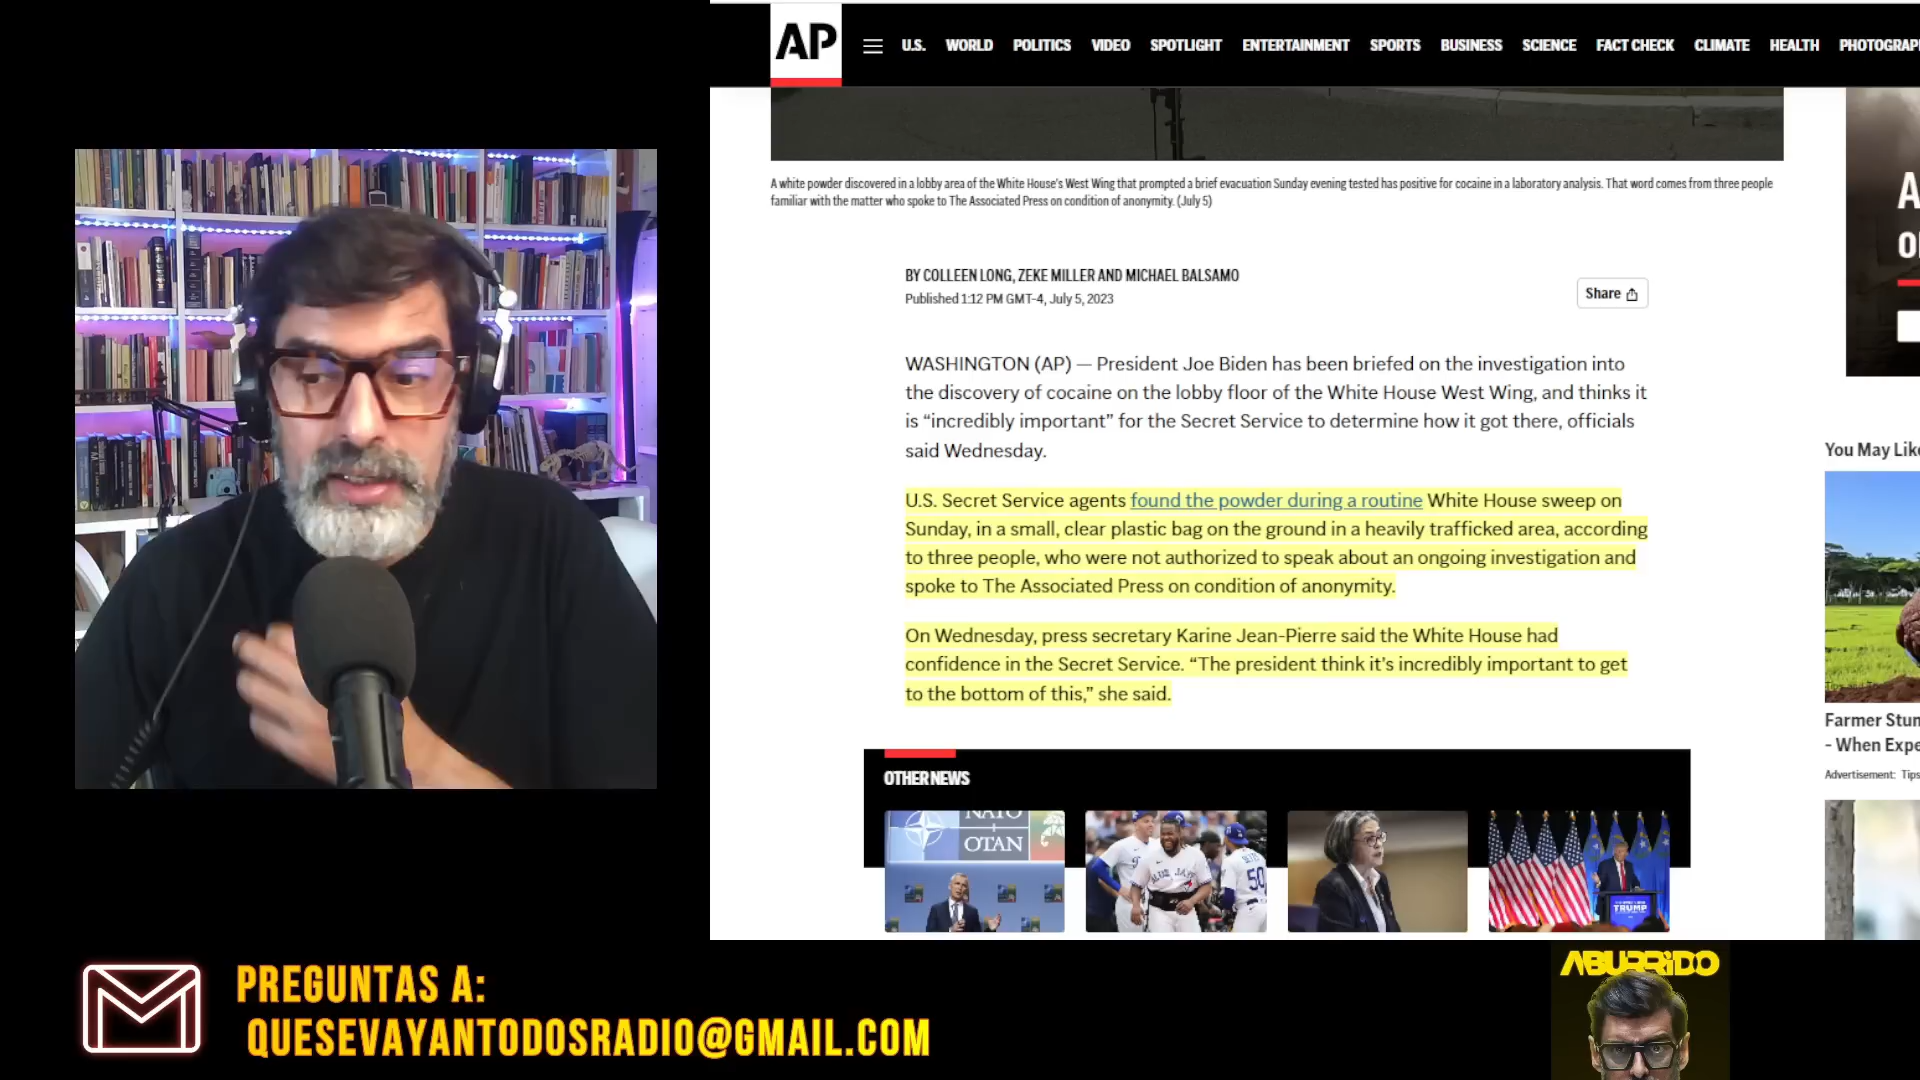 AP
U.S. WORLD POLITICS VIDEO SPOTLIGHT ENTERTAINMENT SPORTS BUSINESS SCIENCE FACT CHECK CLIMATE HEALTH
A white powder discovered in a lobby area of the White House's West Wing that prompted a brief evacuation Sunday evening tested has positive for cocaine in a laboratory analysis. That word comes from three people
familiar with the matter who spoke to The Associated Press on condition of anonymity. (July 5)
BY COLLEEN LONG, ZEKE MILLER AND MICHAEL BALSAMO
Published 1:12 PM GMT-4, July 5, 2023
Share
WASHINGTON (AP) — President Joe Biden has been briefed on the investigation into
the discovery of cocaine on the lobby floor of the White House West Wing, and thinks it
is “incredibly important” for the Secret Service to determine how it got there, officials
said Wednesday.
U.S. Secret Service agents found the powder during a routine White House sweep on
Sunday, in a small, clear plastic bag on the ground in a heavily trafficked area, according
to three people, who were not authorized to speak about an ongoing investigation and
spoke to The Associated Press on condition of anonymity.
On Wednesday, press secretary Karine Jean-Pierre said the White House had
confidence in the Secret Service. “The president think it’s incredibly important to get
to the bottom of this,” she said.
OTHER NEWS
NATO
OTAN
BLUE JAYS
50
TRUMP
You May
Farmer
- When
Advertisement: Tips
PREGUNTAS A:
QUESEVAYANTODOSRADIO@GMAIL.COM
ABURRIDO